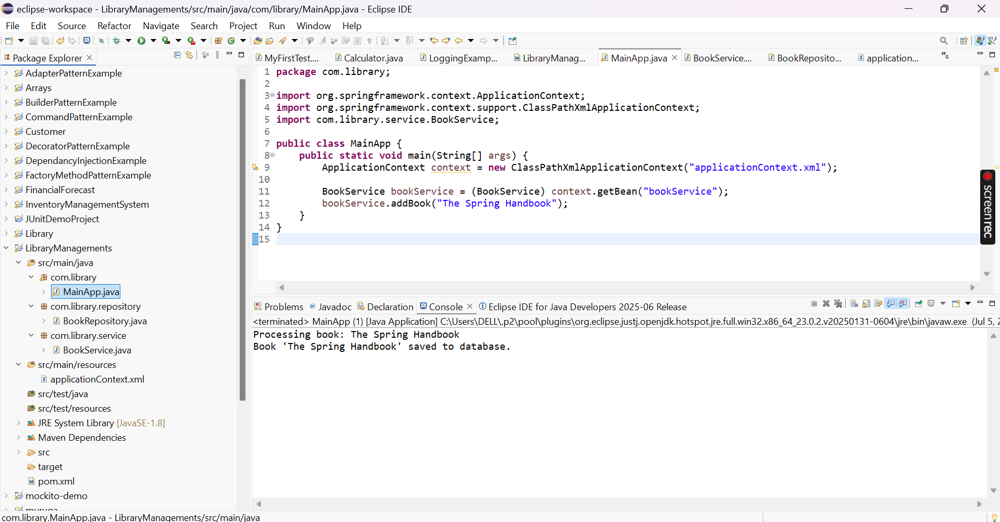 eclipse-workspace - LibraryManagements/src/main/java/com/library/MainApp.java - Eclipse IDE
File Edit Source Refactor Navigate Search Project Run Window Help
Package Explorer
AdapterPatternExample
Arrays
BuilderPatternExample
CommandPatternExample
Customer
DecoratorPatternExample
DependancyInjectionExample
FactoryMethodPatternExample
FinancialForecast
InventoryManagementSystem
JUnitDemoProject
Library
LibraryManagements
src/main/java
com.library
MainApp.java
com.library.repository
BookRepository.java
com.library.service
BookService.java
src/main/resources
applicationContext.xml
src/test/java
src/test/resources
JRE System Library [JavaSE-1.8]
Maven Dependencies
src
target
pom.xml
mockito-demo
MyFirstTest.... Calculator.java LoggingExamp... LibraryManag... MainApp.java BookService.... BookReposito... application...
1 package com.library;
2
3 import org.springframework.context.ApplicationContext;
4 import org.springframework.context.support.ClassPathXmlApplicationContext;
5 import com.library.service.BookService;
6
7 public class MainApp {
8 public static void main(String[] args) {
9 ApplicationContext context = new ClassPathXmlApplicationContext("applicationContext.xml");
10
11 BookService bookService = (BookService) context.getBean("bookService");
12 bookService.addBook("The Spring Handbook");
13 }
14 }
15
screenrec
Problems Javadoc Declaration Console Eclipse IDE for Java Developers 2025-06 Release
<terminated> MainApp (1) [Java Application] C:\Users\DELL\.p2\pool\plugins\org.eclipse.justj.openjdk.hotspot.jre.full.win32.x86_64_23.0.2.v20250131-0604\jre\bin\javaw.exe (Jul 5, 2
Processing book: The Spring Handbook
Book 'The Spring Handbook' saved to database.
com.library.MainApp.java - LibraryManagements/src/main/java